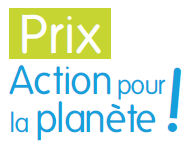 Prix
Action pour
la planète !